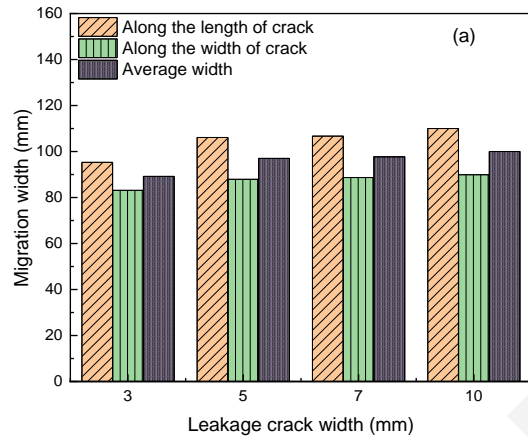 160
140
120
100
80
60
40
20
0
Migration width (mm)
Along the length of crack
Along the width of crack
Average width
(a)
3 5 7 10
Leakage crack width (mm)